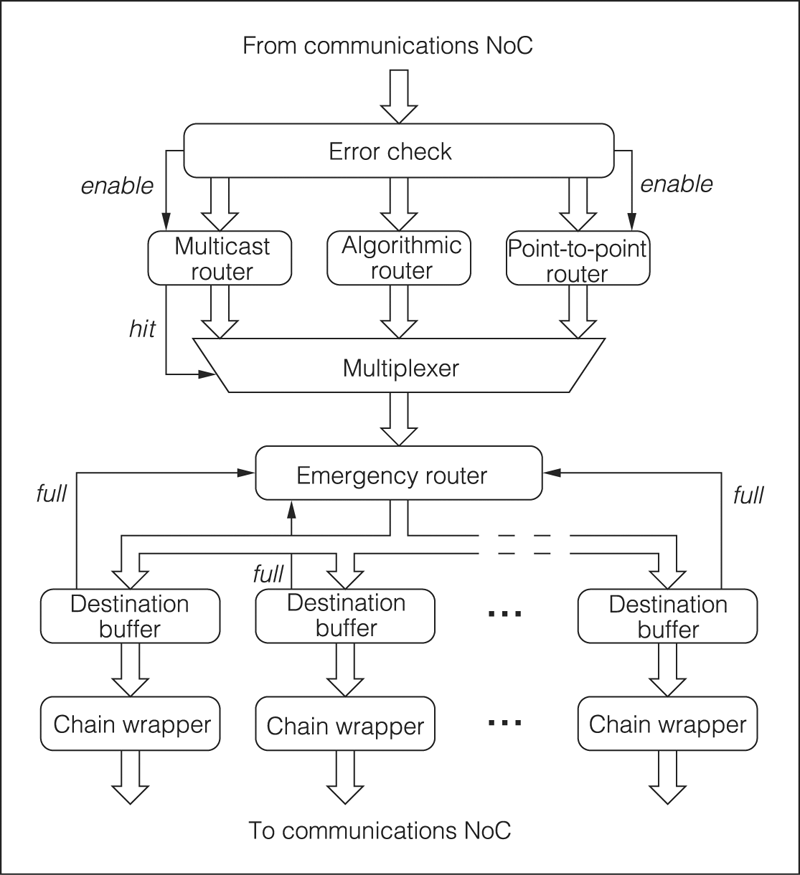 From communications NoC
Error check
enable
enable
Multicast
router
Algorithmic
router
Point-to-point
router
hit
Multiplexer
Emergency router
full
full
full
Destination
buffer
Destination
buffer
...
Destination
buffer
Chain wrapper
Chain wrapper
...
Chain wrapper
To communications NoC